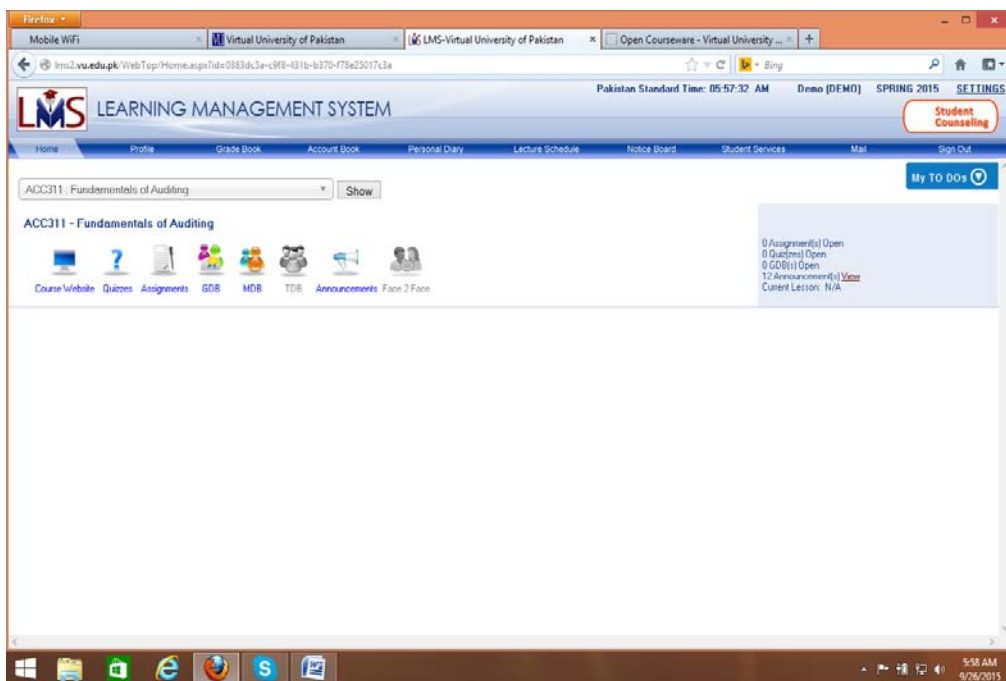 Firefox
Mobile WiFi
Virtual University of Pakistan
LMS-Virtual University of Pakistan
Open Courseware - Virtual University ...
lms2.vu.edu.pk/WebTop/Home.aspx?id=0383dc5a-c9f8-431b-b370-f78e25017c3a
Bing
Pakistan Standard Time: 05:57:32 AM Demo (DEMO) SPRING 2015 SETTINGS
LMS LEARNING MANAGEMENT SYSTEM
Student Counseling
Home Profile Grade Book Account Book Personal Diary Lecture Schedule Notice Board Student Services Mail Sign Out
My TO DOs
ACC311 : Fundamentals of Auditing Show
ACC311 - Fundamentals of Auditing
Course Website Quizzes Assignments GDB MDB TDB Announcements Face 2 Face
0 Assignment(s) Open
0 Quiz(zes) Open
0 GDB(s) Open
12 Announcement(s) View
Current Lesson: N/A
5:58 AM
9/26/2015